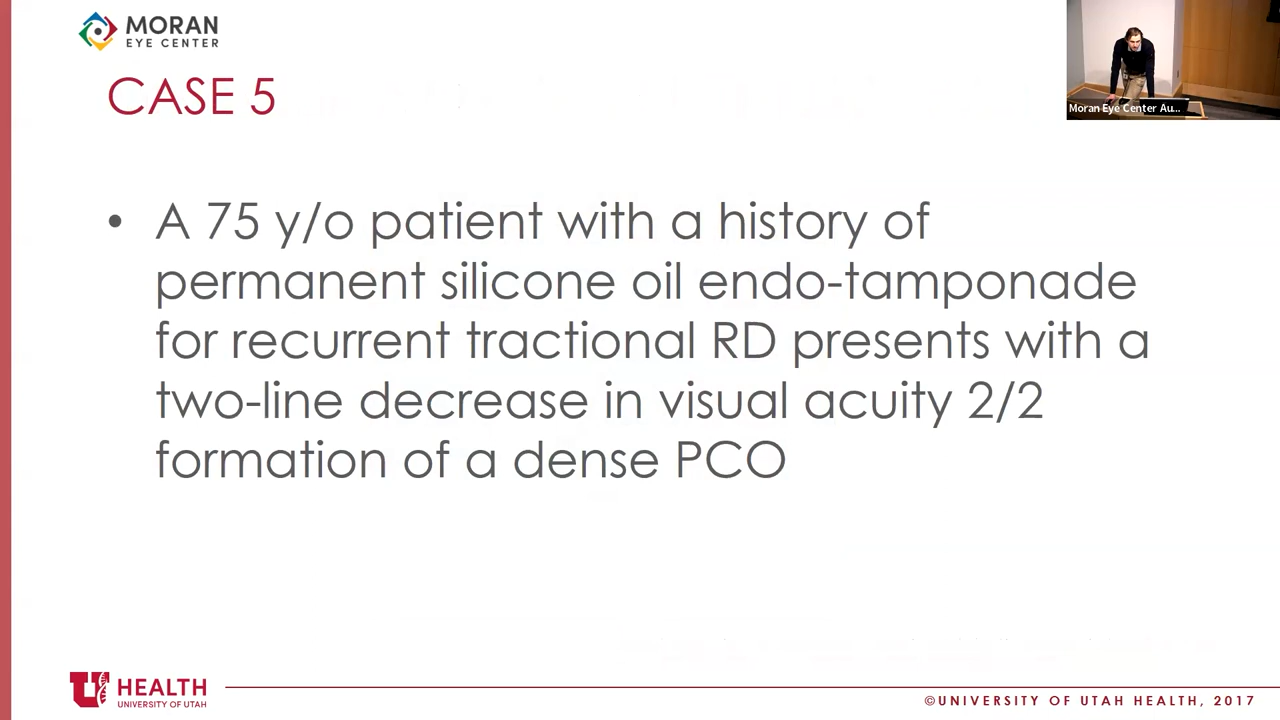 MORAN
EYE CENTER
CASE 5
Moran Eye Center Au...
• A 75 y/o patient with a history of
permanent silicone oil endo-tamponade
for recurrent tractional RD presents with a
two-line decrease in visual acuity 2/2
formation of a dense PCO
U
HEALTH
UNIVERSITY OF UTAH
©UNIVERSITY OF UTAH HEALTH, 2017